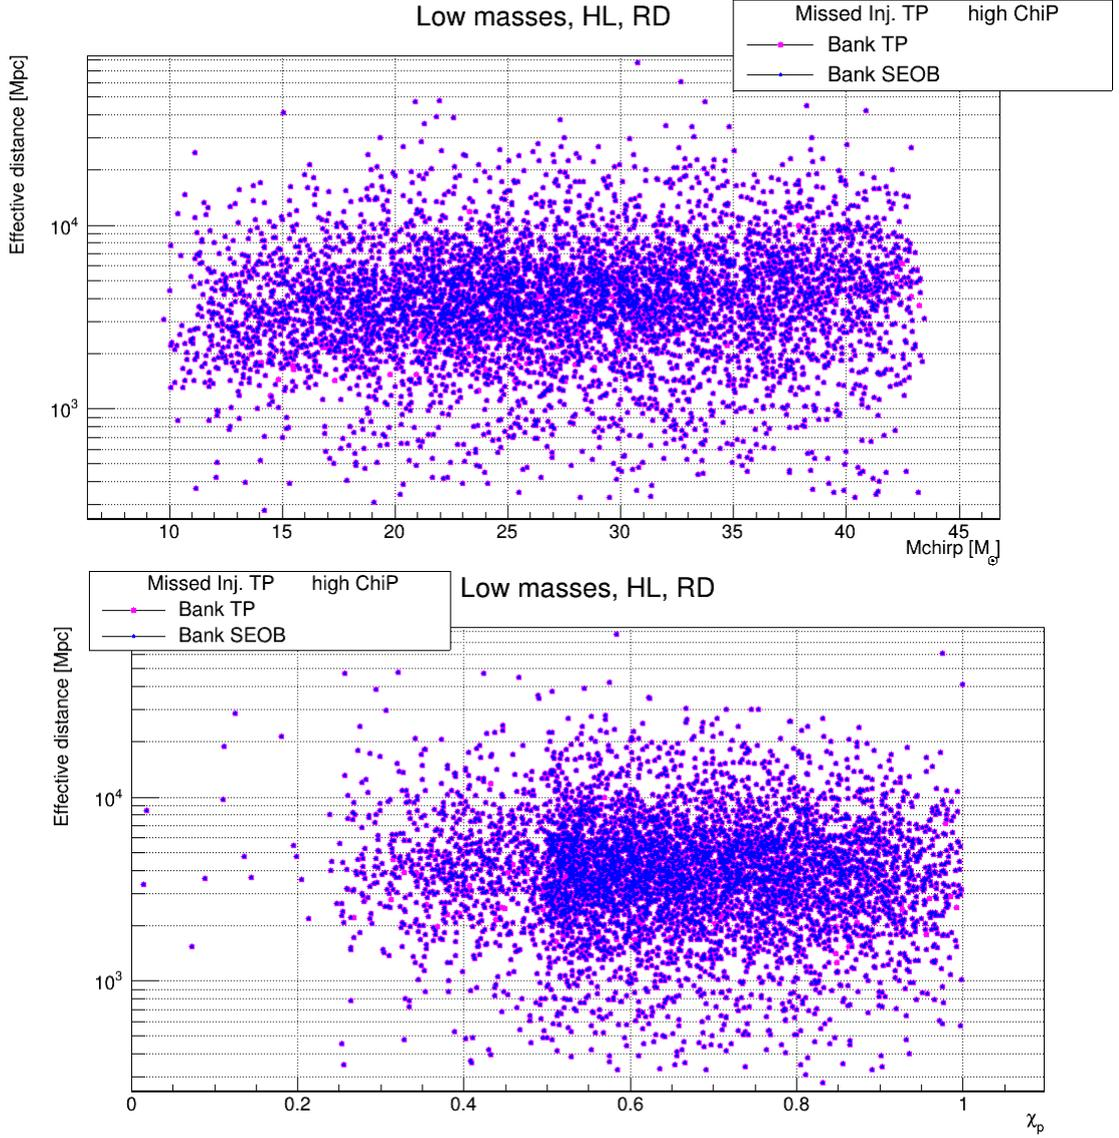 Low masses, HL, RD
Missed Inj. TP high ChiP
Bank TP
Bank SEOB
Effective distance [Mpc]
10⁴
10³
10 15 20 25 30 35 40 45
Mchirp [M☉]
Missed Inj. TP high ChiP
Bank TP
Bank SEOB
Low masses, HL, RD
Effective distance [Mpc]
10⁴
10³
0 0.2 0.4 0.6 0.8 1
χp